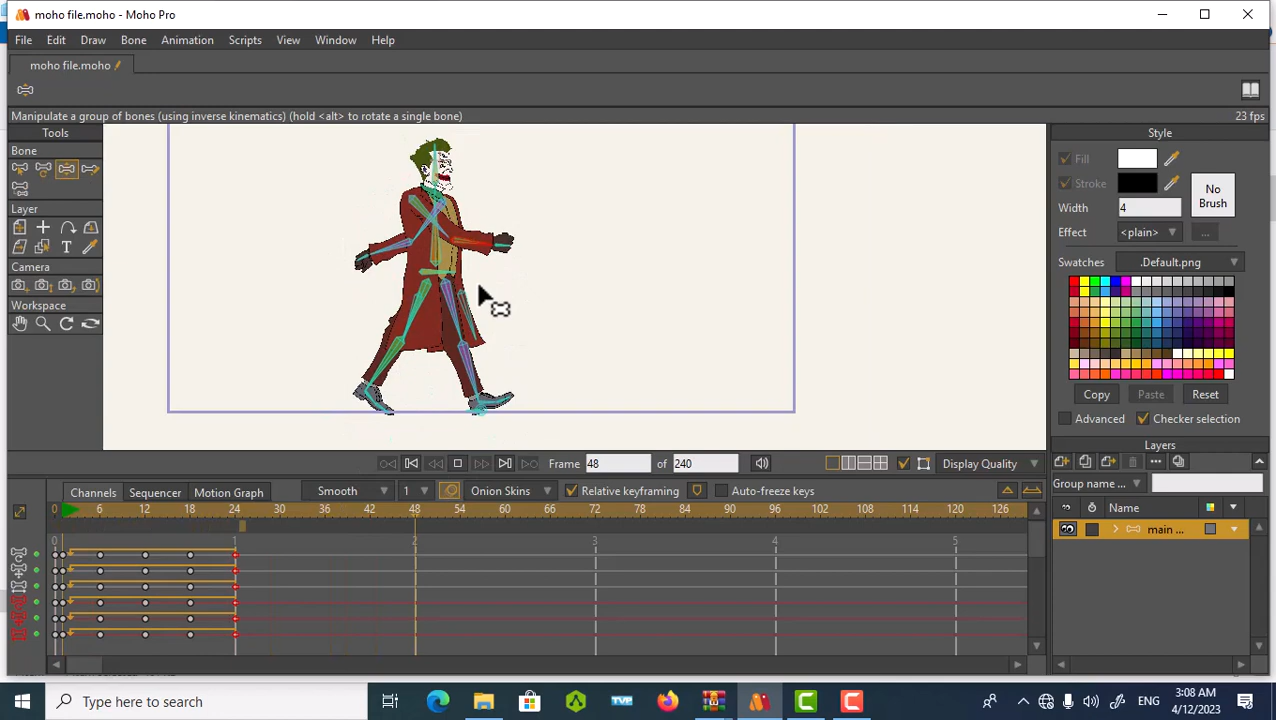 moho file.moho - Moho Pro
File Edit Draw Bone Animation Scripts View Window Help
moho file.moho
Manipulate a group of bones (using inverse kinematics) (hold <alt> to rotate a single bone) 23 fps
Tools
Bone
Layer
Camera
Workspace
Style
Fill
Stroke
No Brush
Width 4
Effect <plain> ...
Swatches .Default.png
Copy Paste Reset
Advanced Checker selection
Layers
Group name ...
Name
main ...
Frame 48 of 240 Display Quality
Channels Sequencer Motion Graph Smooth 1 Onion Skins Relative keyframing Auto-freeze keys
0 6 12 18 24 30 36 42 48 54 60 66 72 78 84 90 96 102 108 114 120 126
0 1 2 3 4 5
Type here to search
TVP
ENG
3:08 AM
4/12/2023